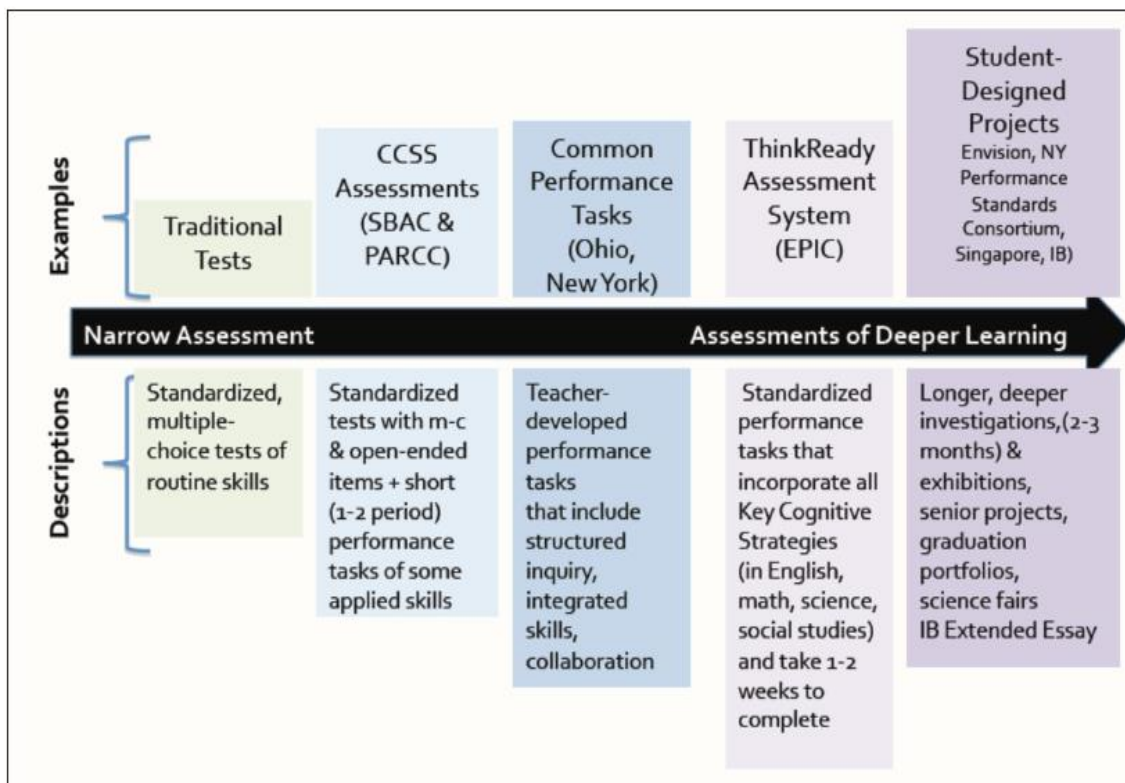 Examples
Traditional
Tests
CCSS
Assessments
(SBAC &
PARCC)
Common
Performance
Tasks
(Ohio,
New York)
ThinkReady
Assessment
System
(EPIC)
Student-
Designed
Projects
Envision, NY
Performance
Standards
Consortium,
Singapore, IB)
Narrow Assessment
Assessments of Deeper Learning
Descriptions
Standardized,
multiple-
choice tests of
routine skills
Standardized
tests with m-c
& open-ended
items + short
(1-2 period)
performance
tasks of some
applied skills
Teacher-
developed
performance
tasks
that include
structured
inquiry,
integrated
skills,
collaboration
Standardized
performance
tasks that
incorporate all
Key Cognitive
Strategies
(in English,
math, science,
social studies)
and take 1-2
weeks to
complete
Longer, deeper
investigations,(2-3
months) &
exhibitions,
senior projects,
graduation
portfolios,
science fairs
IB Extended Essay